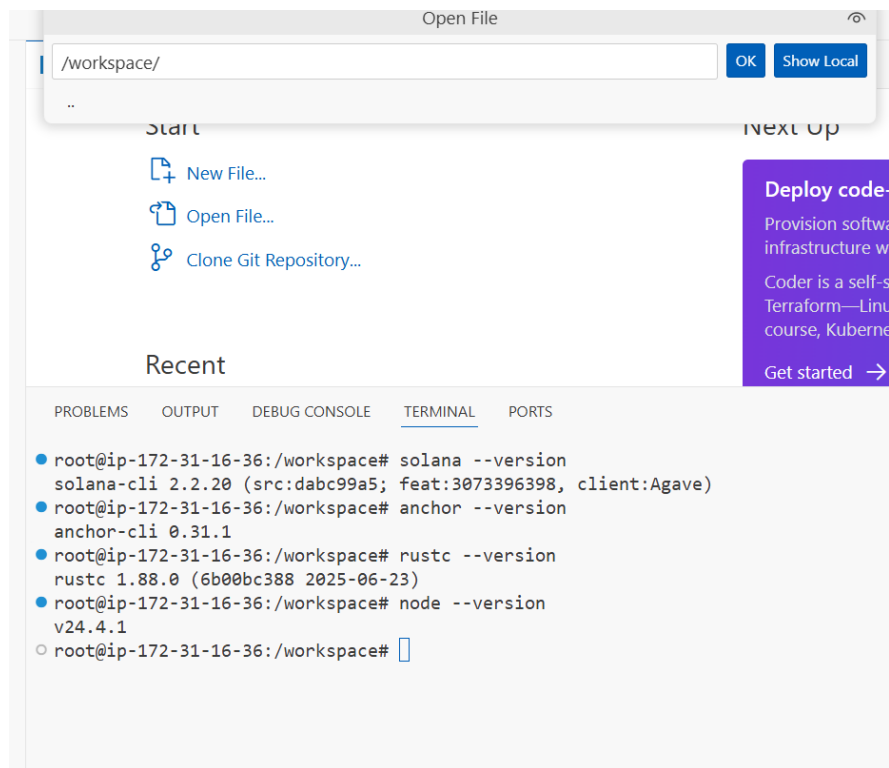 Open File
/workspace/
OK
Show Local
..
Start
New File...
Open File...
Clone Git Repository...
Recent
Next Up
Deploy code-
Provision softwa
infrastructure w
Coder is a self-s
Terraform—Linu
course, Kuberne
Get started
PROBLEMS OUTPUT DEBUG CONSOLE TERMINAL PORTS
root@ip-172-31-16-36:/workspace# solana --version
solana-cli 2.2.20 (src:dabc99a5; feat:3073396398, client:Agave)
root@ip-172-31-16-36:/workspace# anchor --version
anchor-cli 0.31.1
root@ip-172-31-16-36:/workspace# rustc --version
rustc 1.88.0 (6b00bc388 2025-06-23)
root@ip-172-31-16-36:/workspace# node --version
v24.4.1
root@ip-172-31-16-36:/workspace#